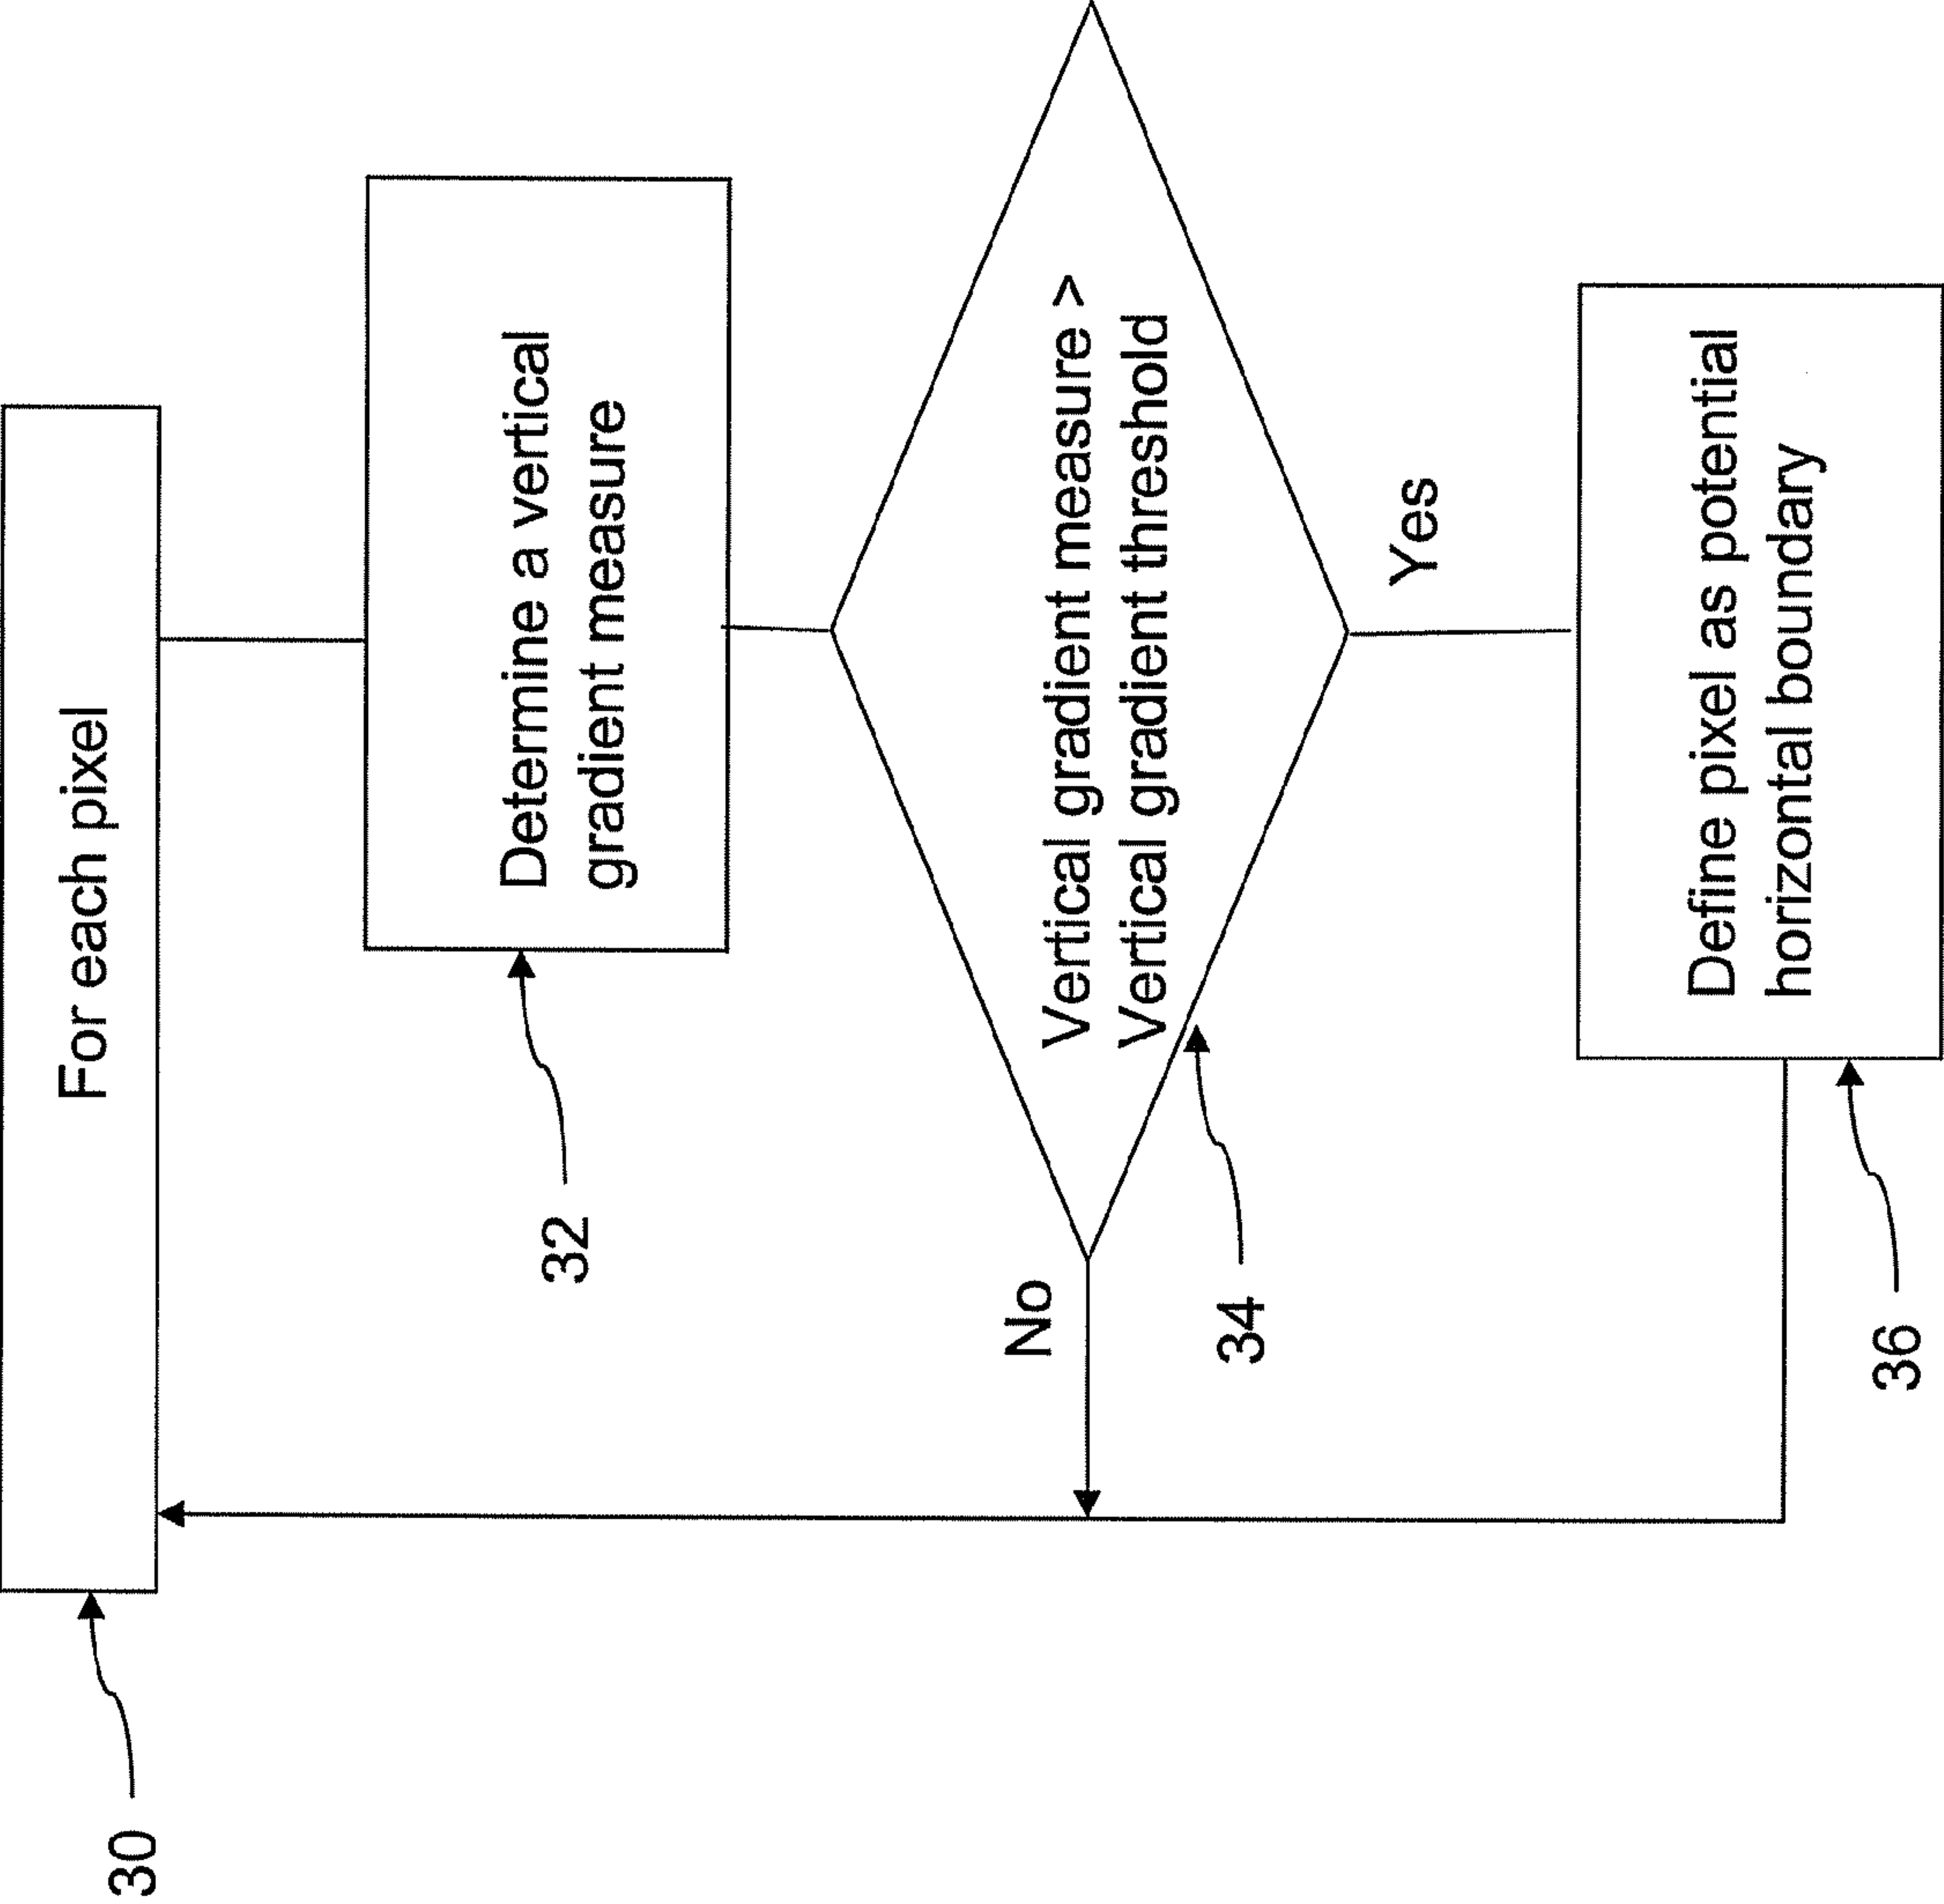 For each pixel
30
Determine a vertical
gradient measure
32
Vertical gradient measure >
Vertical gradient threshold
No
34
Yes
Define pixel as potential
horizontal boundary
36